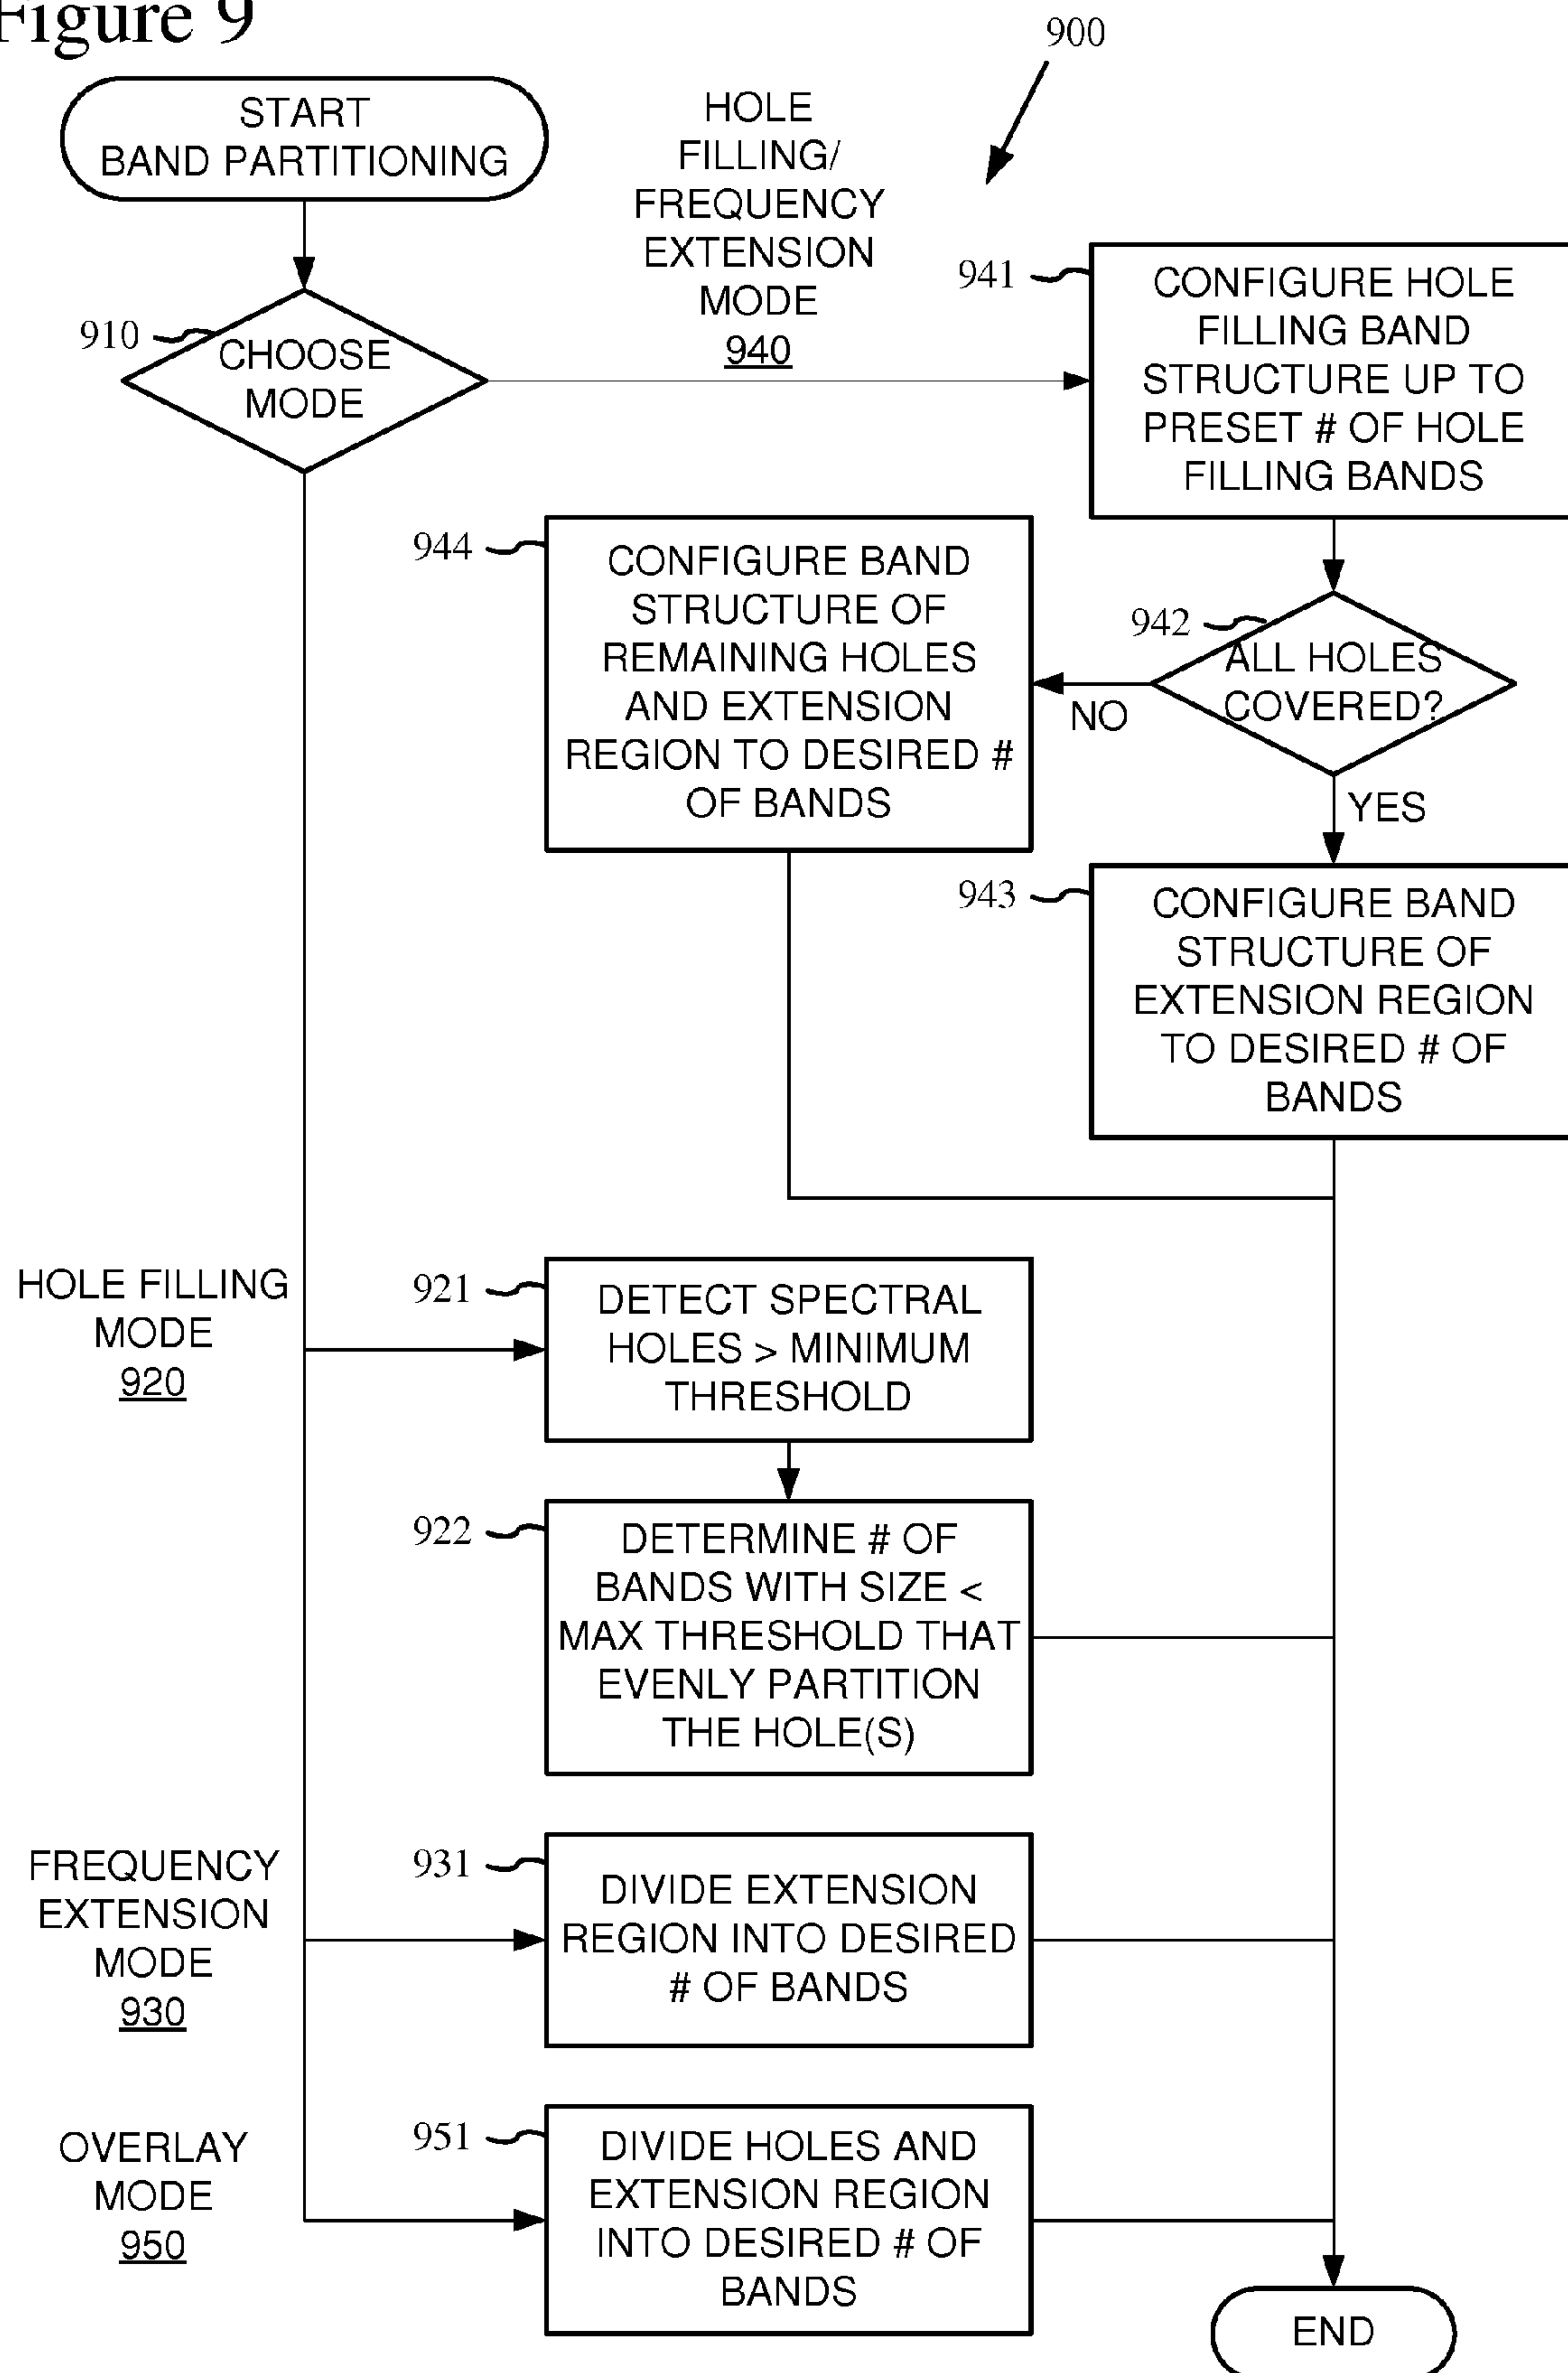 Figure 9
900
START
BAND PARTITIONING
HOLE
FILLING/
FREQUENCY
EXTENSION
MODE
940
910
CHOOSE
MODE
941
CONFIGURE HOLE
FILLING BAND
STRUCTURE UP TO
PRESET # OF HOLE
FILLING BANDS
944
CONFIGURE BAND
STRUCTURE OF
REMAINING HOLES
AND EXTENSION
REGION TO DESIRED #
OF BANDS
942
ALL HOLES
COVERED?
NO
YES
943
CONFIGURE BAND
STRUCTURE OF
EXTENSION REGION
TO DESIRED # OF
BANDS
HOLE FILLING
MODE
920
921
DETECT SPECTRAL
HOLES > MINIMUM
THRESHOLD
922
DETERMINE # OF
BANDS WITH SIZE <
MAX THRESHOLD THAT
EVENLY PARTITION
THE HOLE(S)
FREQUENCY
EXTENSION
MODE
930
931
DIVIDE EXTENSION
REGION INTO DESIRED
# OF BANDS
OVERLAY
MODE
950
951
DIVIDE HOLES AND
EXTENSION REGION
INTO DESIRED # OF
BANDS
END